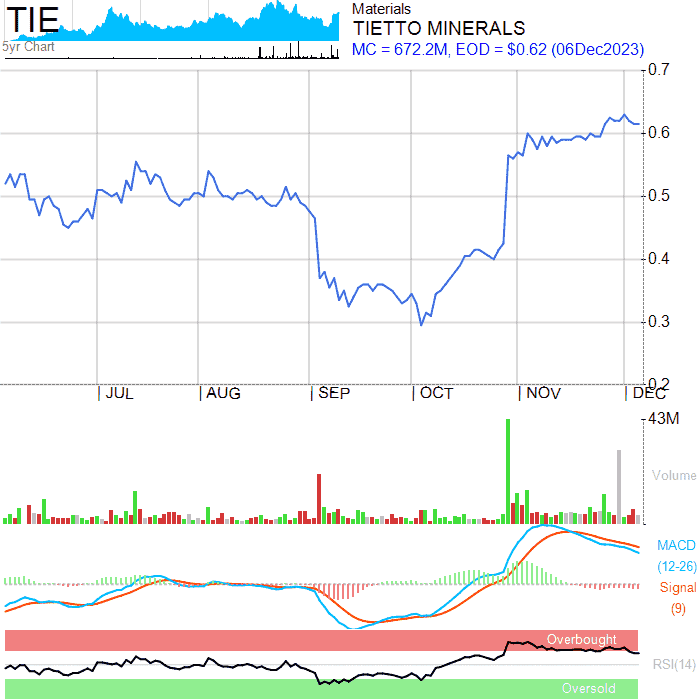 TIE
5yr Chart
Materials
TIETTO MINERALS
MC = 672.2M, EOD = $0.62 (06Dec2023)
0.7
0.6
0.5
0.4
0.3
0.2
JUL
AUG
SEP
OCT
NOV
DEC
43M
Volume
MACD
(12-26)
Signal
(9)
Overbought
RSI(14)
Oversold